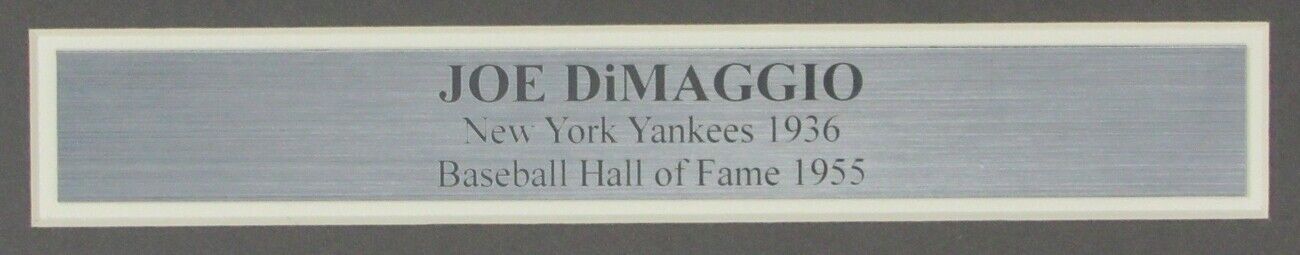 JOE DiMAGGIO
New York Yankees 1936
Baseball Hall of Fame 1955